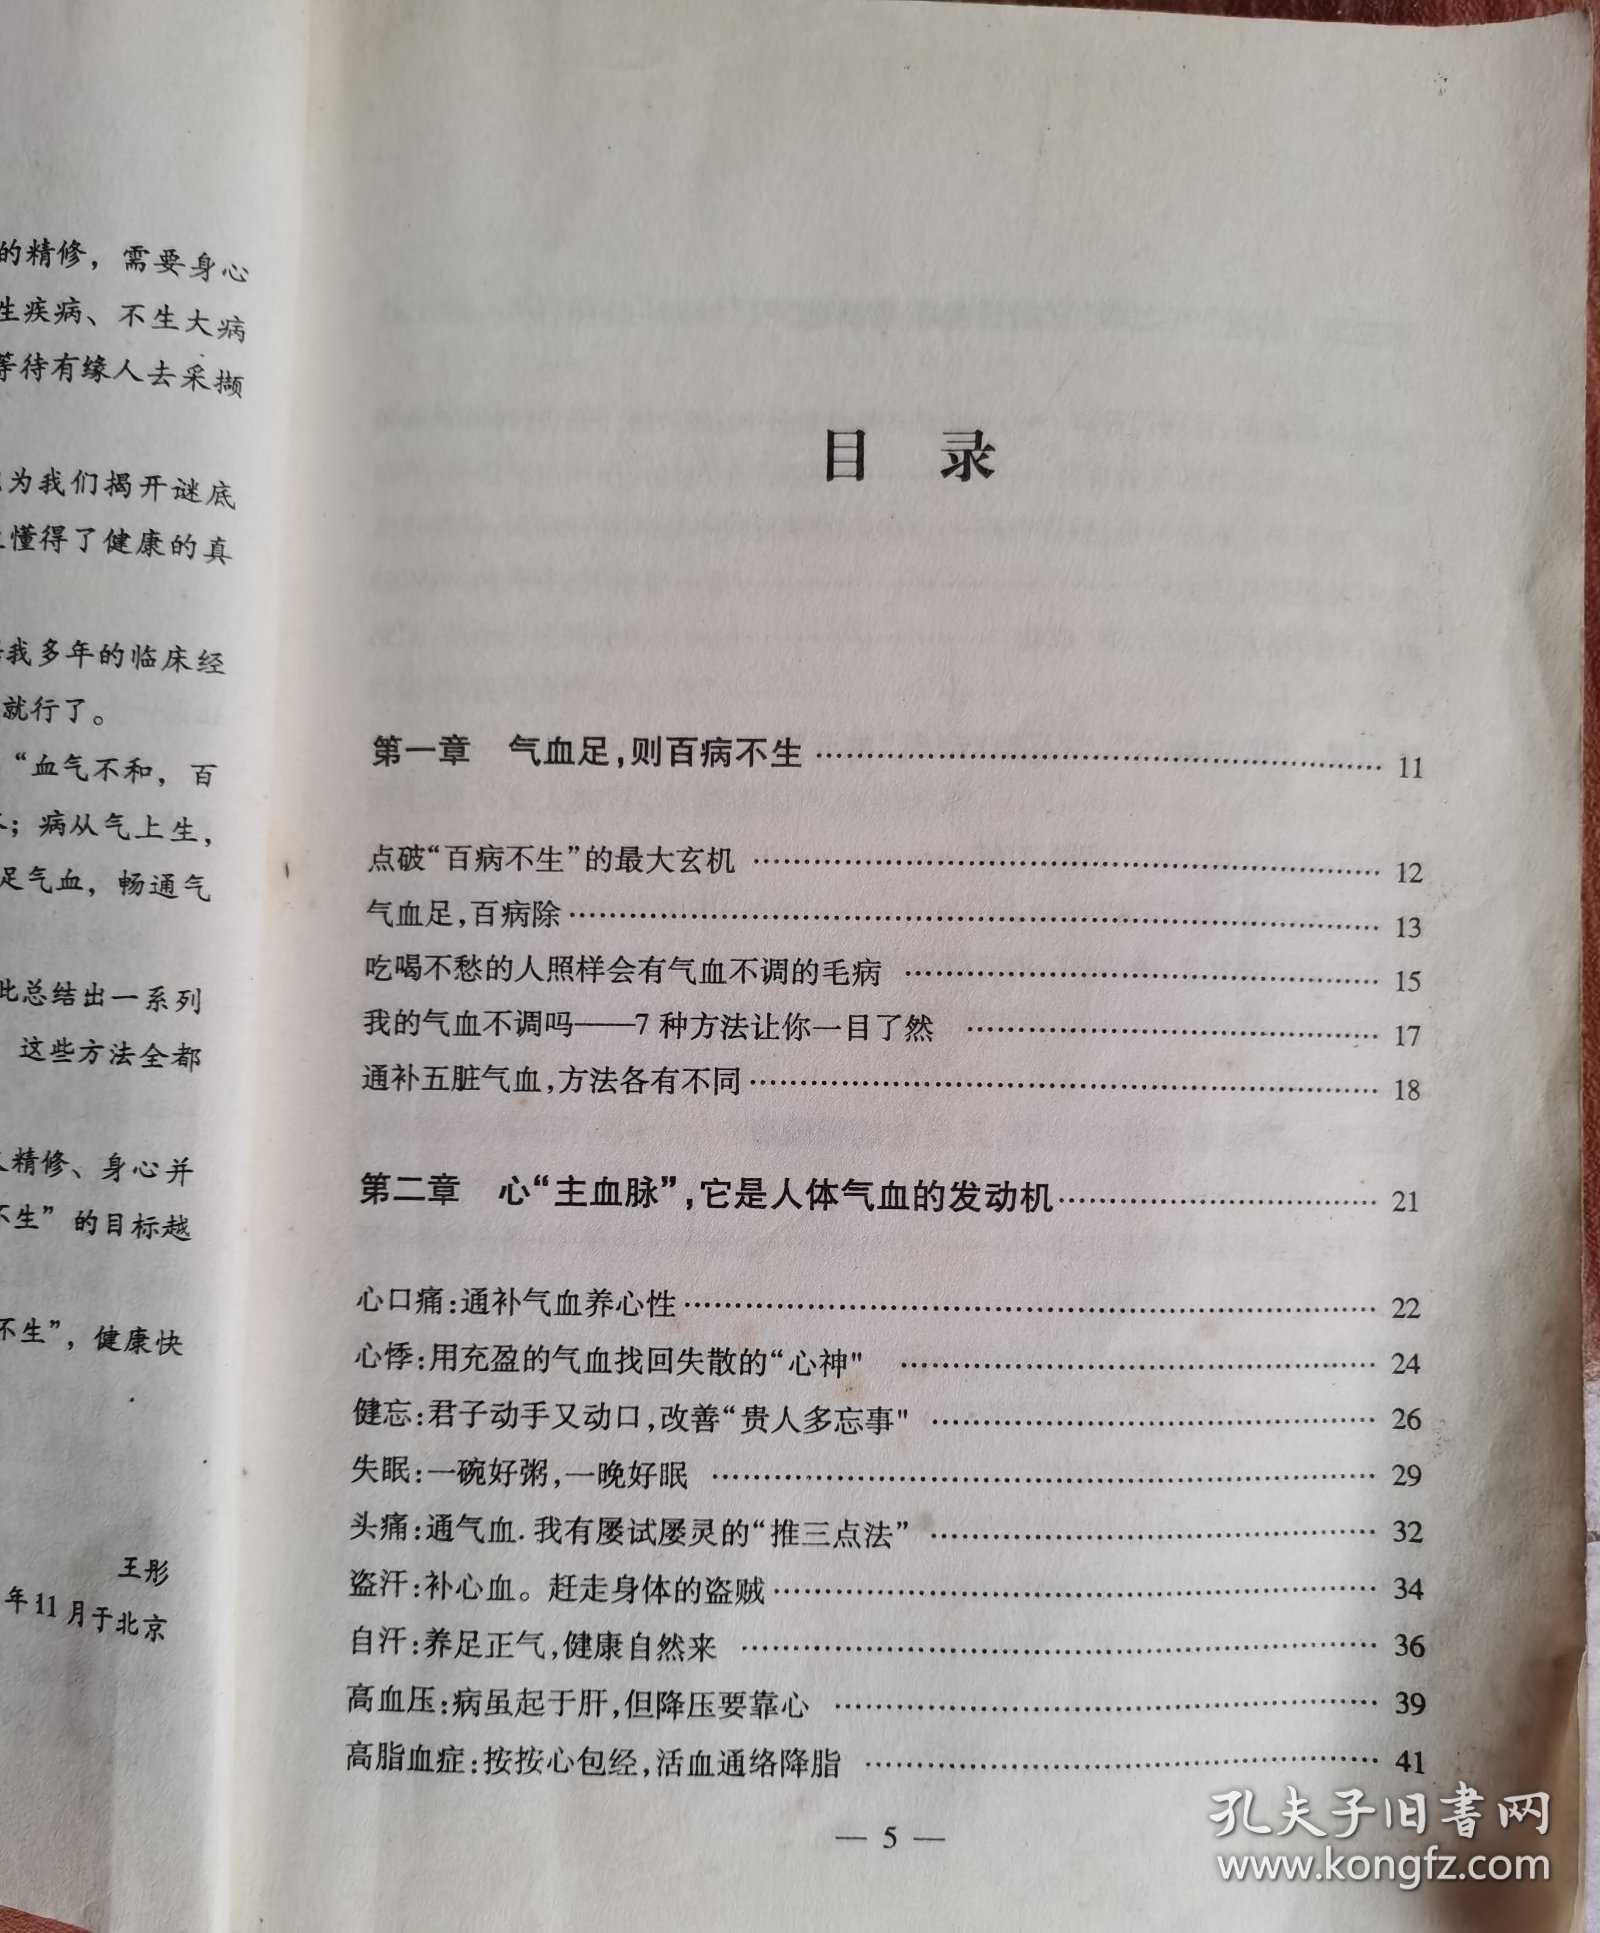 的精修，需要身心
生疾病、不生大病
等待有缘人去采撷
为我们揭开谜底
懂得了健康的真
我多年的临床经
就行了。
“血气不和，百
；病从气上生，
足气血，畅通气
此总结出一系列
这些方法全都
精修、身心并
不生”的目标越
不生”，健康快
王彤
年11月于北京
目 录
第一章 气血足,则百病不生 ………… 11
点破“百病不生”的最大玄机 ………… 12
气血足,百病除 ………… 13
吃喝不愁的人照样会有气血不调的毛病 ………… 15
我的气血不调吗——7种方法让你一目了然 ………… 17
通补五脏气血,方法各有不同 ………… 18
第二章 心“主血脉”,它是人体气血的发动机 ………… 21
心口痛:通补气血养心性 ………… 22
心悸:用充盈的气血找回失散的“心神" ………… 24
健忘:君子动手又动口,改善“贵人多忘事" ………… 26
失眠:一碗好粥,一晚好眠 ………… 29
头痛:通气血.我有屡试屡灵的“推三点法” ………… 32
盗汗:补心血。赶走身体的盗贼 ………… 34
自汗:养足正气,健康自然来 ………… 36
高血压:病虽起于肝,但降压要靠心 ………… 39
高脂血症:按按心包经,活血通络降脂 ………… 41
— 5 —
孔夫子旧书网
www.kongfz.com